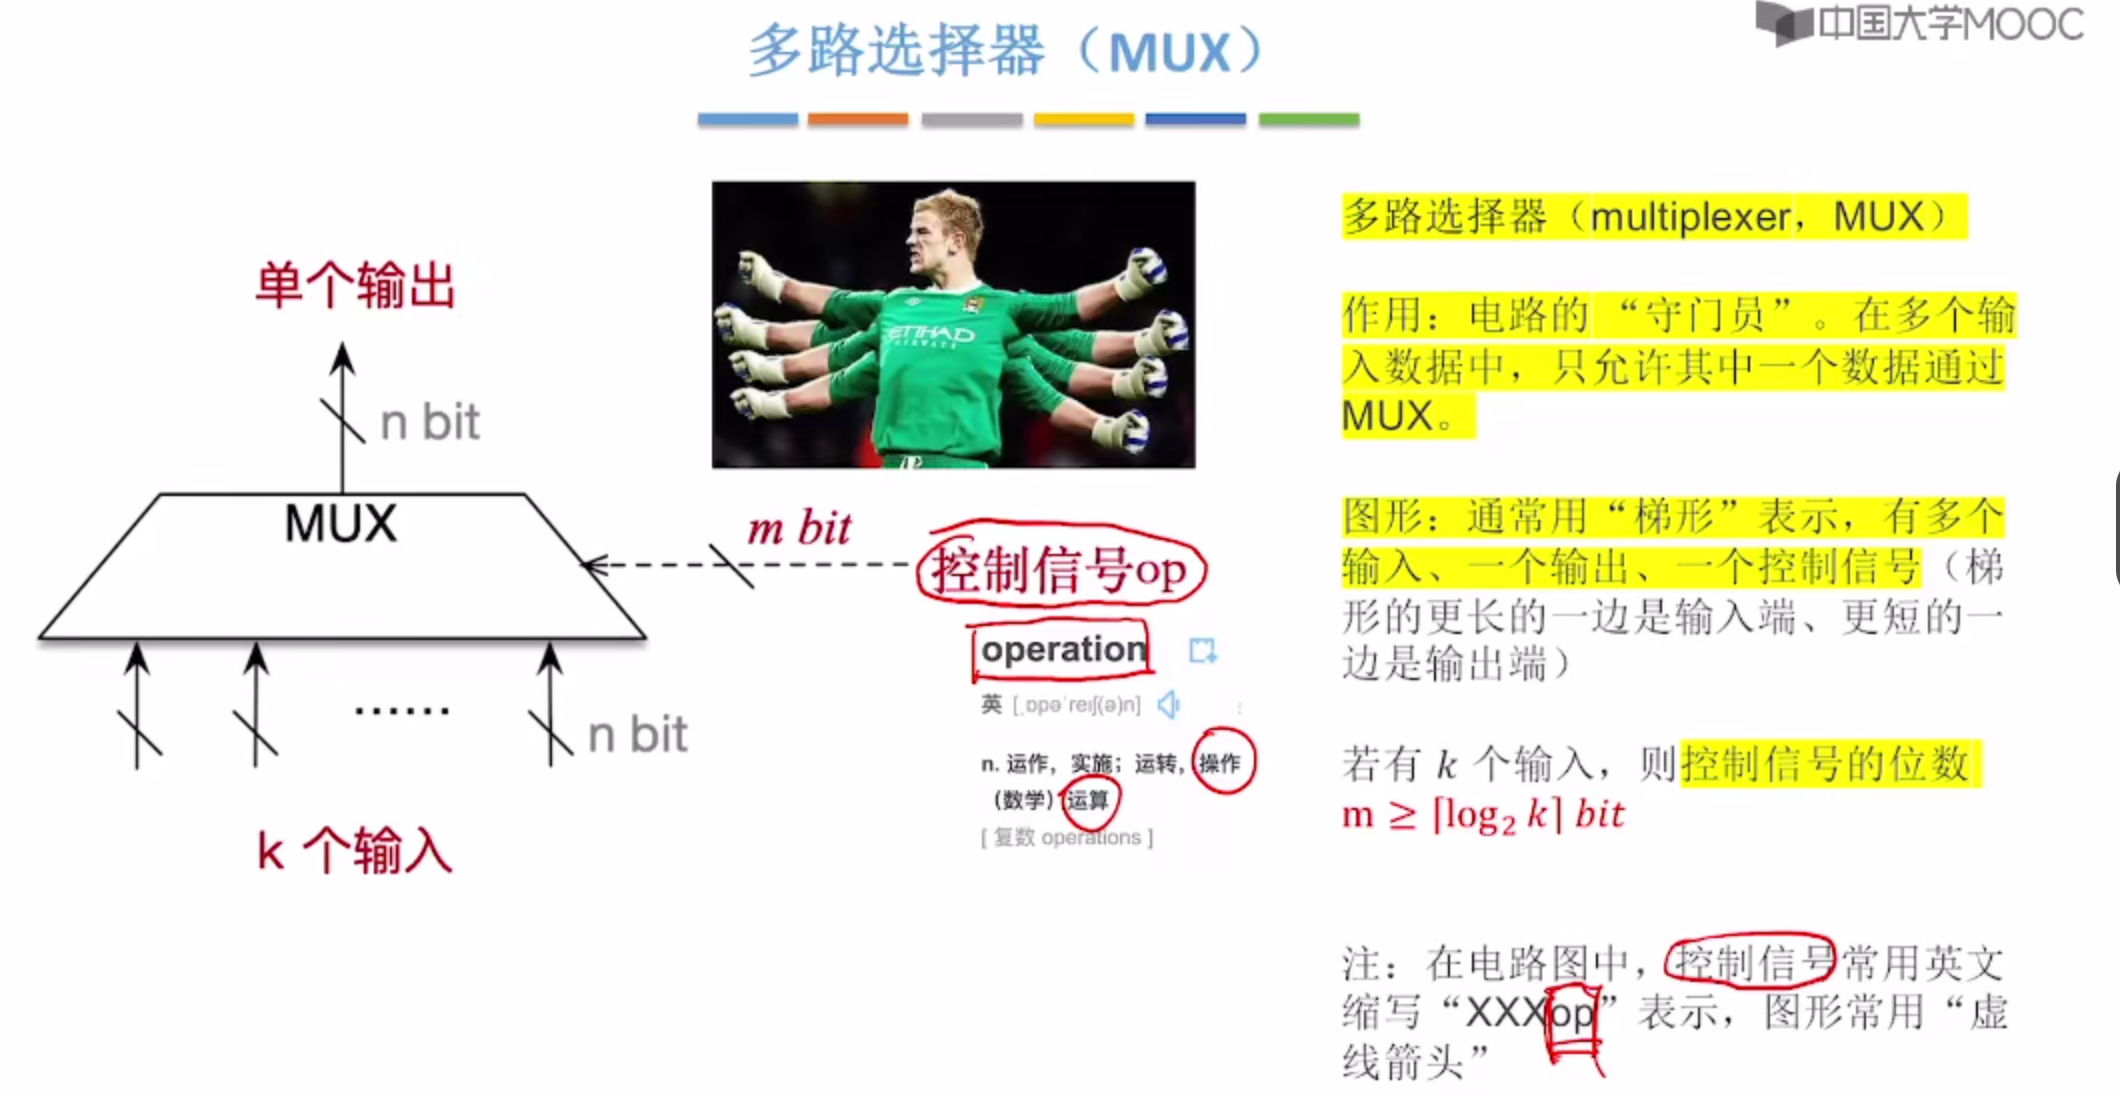 多路选择器（MUX）
中国大学MOOC
单个输出
n bit
MUX
m bit
控制信号op
n bit
k 个输入
ETIHAD
AIRWAYS
operation
英 [ˌɒpəˈreɪʃ(ə)n]
n. 运作，实施；运转，操作
（数学）运算
[ 复数 operations ]
多路选择器（multiplexer，MUX）
作用：电路的 “守门员”。在多个输
入数据中，只允许其中一个数据通过
MUX。
图形：通常用“梯形”表示，有多个
输入、一个输出、一个控制信号（梯
形的更长的一边是输入端、更短的一
边是输出端）
若有 k 个输入，则控制信号的位数
m ≥ ⌈log₂ k⌉ bit
注：在电路图中，控制信号常用英文
缩写“XXXop”表示，图形常用“虚
线箭头”